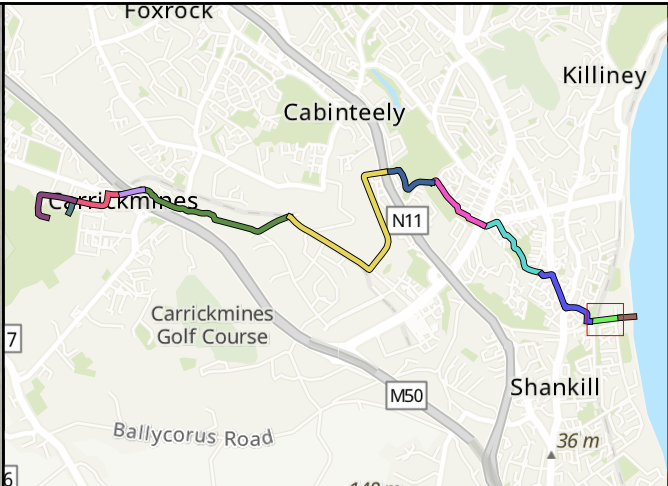 Foxrock
Killiney
Cabinteely
Carrickmines
N11
Carrickmines
Golf Course
7
Shankill
M50
Ballycorus Road
36 m
6